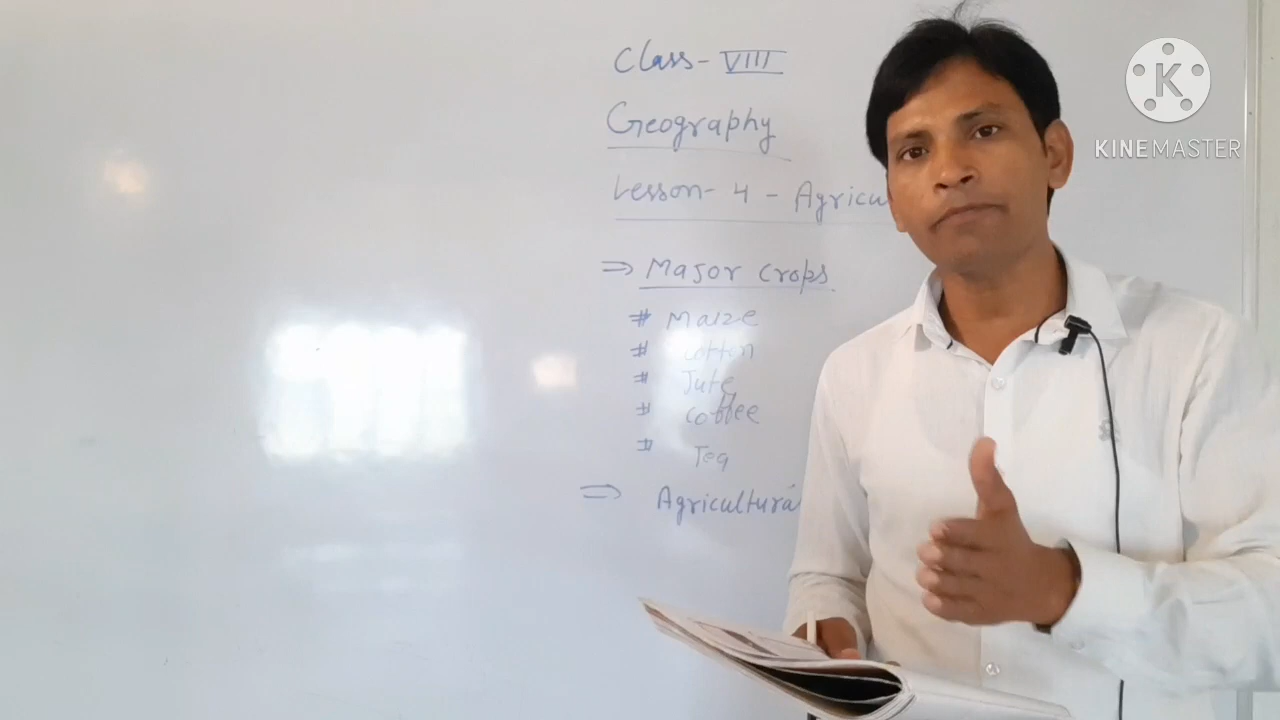 Class- VIII
Geography
Lesson- 4 - Agricu
⇒ Major crops
# Maize
# cotton
# Jute
# coffee
# Tea
⇒ Agricultura
K
KINEMASTER